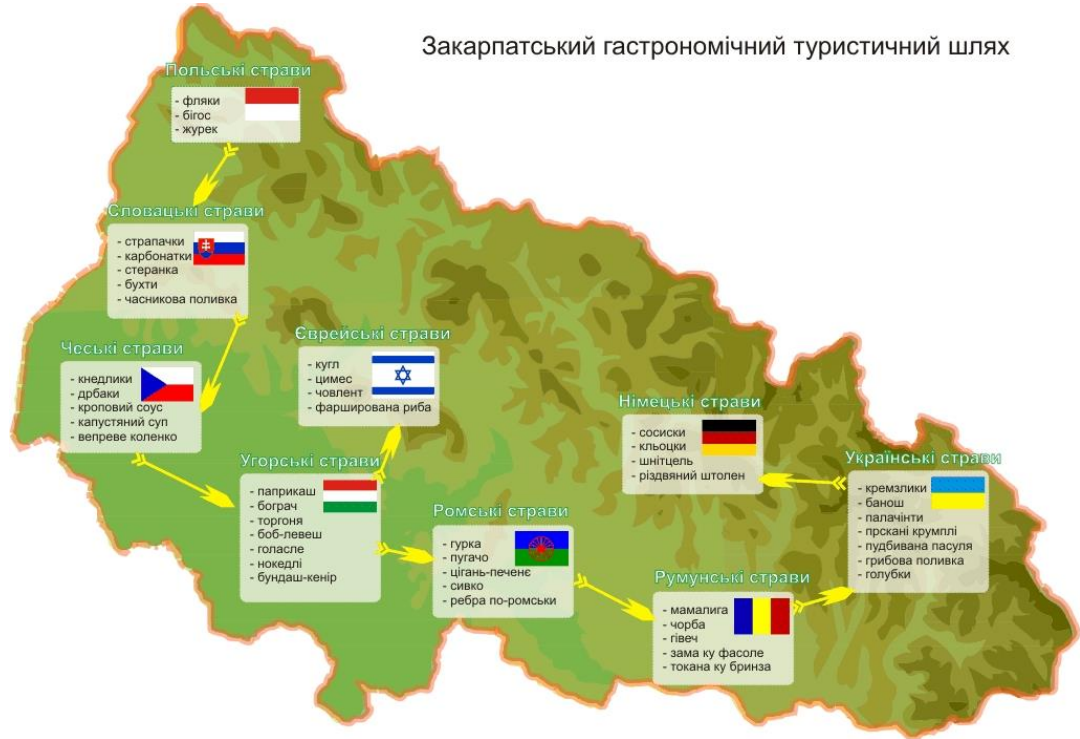 Закарпатський гастрономічний туристичний шлях
Польські страви
- фляки
- бігос
- журек
Словацькі страви
- страпачки
- карбонатки
- стеранка
- бухти
- часникова поливка
Чеські страви
- кнедлики
- дрбаки
- кроповий соус
- капустяний суп
- вепреве коленко
Єврейські страви
- кугл
- цимес
- човлент
- фарширована риба
Угорські страви
- паприкаш
- бограч
- торгоня
- боб-левеш
- голасле
- нокедлі
- бундаш-кенір
Ромські страви
- гурка
- пугачо
- цігань-печенє
- сивко
- ребра по-ромськи
Румунські страви
- мамалига
- чорба
- гівеч
- зама ку фасоле
- токана ку бринза
Українські страви
- кремзлики
- банош
- палачінти
- прскані крумплі
- пудбивана пасуля
- грибова поливка
- голубки
Німецькі страви
- сосиски
- кльоцки
- шнітцель
- різдвяний штолен